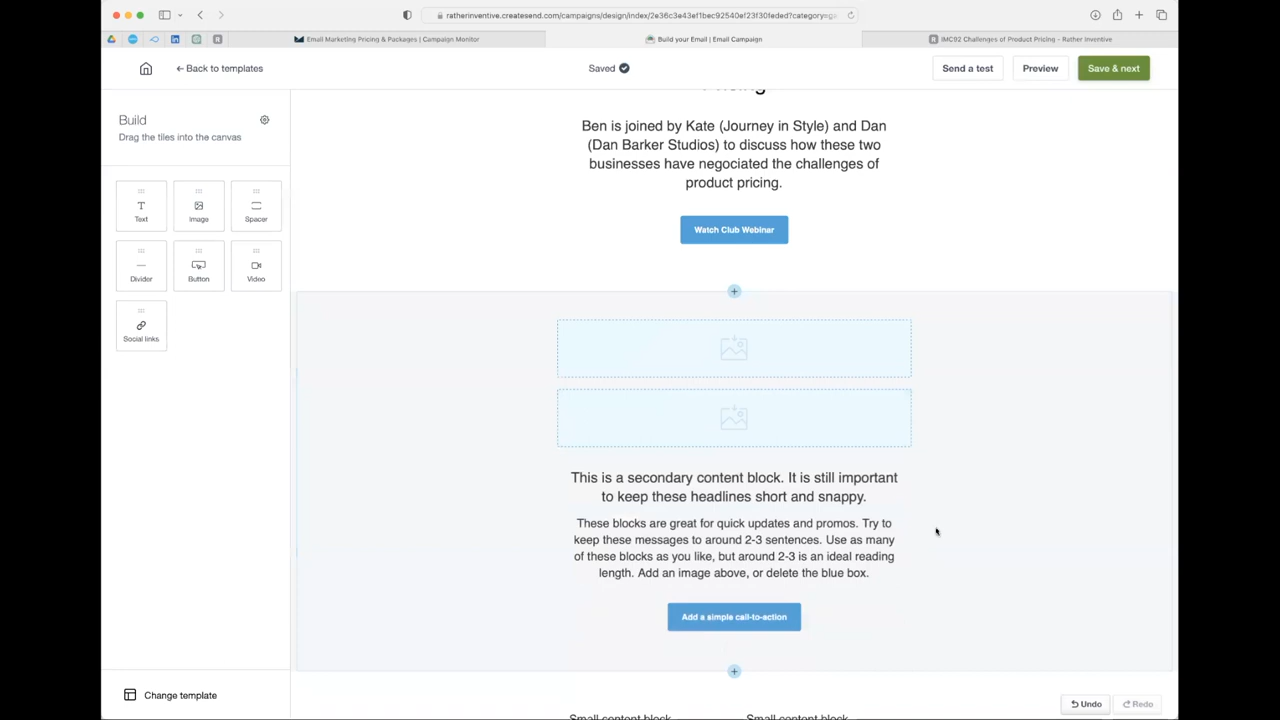 ratherinventive.createsend.com/campaigns/design/index/2e36c3e43ef1bec92540ef23f30feded?category=
Email Marketing Pricing & Packages | Campaign Monitor
Build your Email | Email Campaign
IMC92 Challenges of Product Pricing - Rather Inventive
Back to templates
Saved
Send a test
Preview
Save & next
Build
Drag the tiles into the canvas
Text
Image
Spacer
Divider
Button
Video
Social links
Ben is joined by Kate (Journey in Style) and Dan
(Dan Barker Studios) to discuss how these two
businesses have negociated the challenges of
product pricing.
Watch Club Webinar
This is a secondary content block. It is still important
to keep these headlines short and snappy.
These blocks are great for quick updates and promos. Try to
keep these messages to around 2-3 sentences. Use as many
of these blocks as you like, but around 2-3 is an ideal reading
length. Add an image above, or delete the blue box.
Add a simple call-to-action
Small content block
Small content block
Change template
Undo
Redo